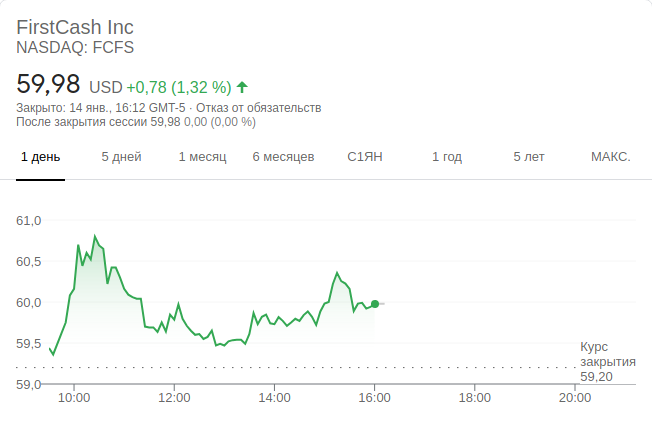 FirstCash Inc
NASDAQ: FCFS
59,98 USD +0,78 (1,32 %)
Закрыто: 14 янв., 16:12 GMT-5 · Отказ от обязательств
После закрытия сессии 59,98 0,00 (0,00 %)
1 день 5 дней 1 месяц 6 месяцев С1ЯН 1 год 5 лет МАКС.
61,0
60,5
60,0
59,5
59,0
Курс
закрытия
59,20
10:00 12:00 14:00 16:00 18:00 20:00